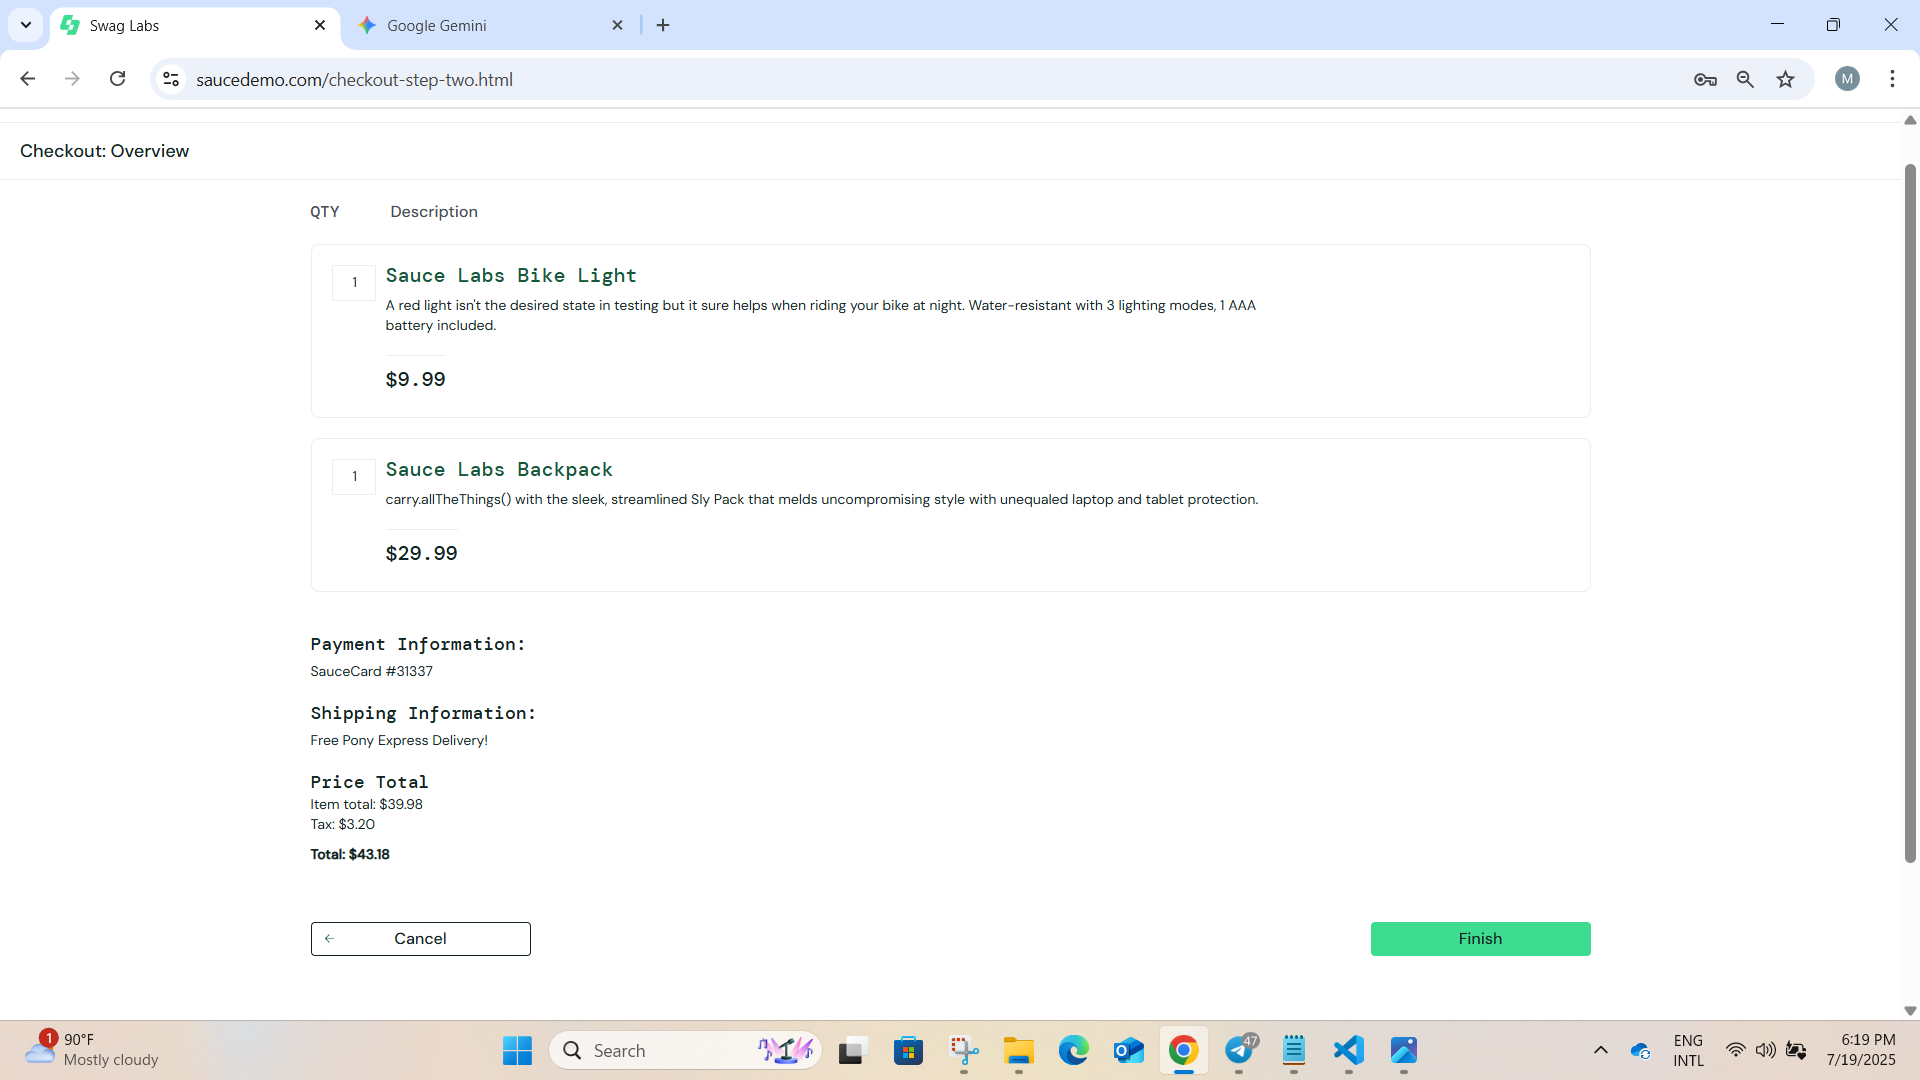 Swag Labs
Google Gemini
saucedemo.com/checkout-step-two.html
M
Checkout: Overview
QTY Description
1
Sauce Labs Bike Light
A red light isn't the desired state in testing but it sure helps when riding your bike at night. Water-resistant with 3 lighting modes, 1 AAA
battery included.
$9.99
1
Sauce Labs Backpack
carry.allTheThings() with the sleek, streamlined Sly Pack that melds uncompromising style with unequaled laptop and tablet protection.
$29.99
Payment Information:
SauceCard #31337
Shipping Information:
Free Pony Express Delivery!
Price Total
Item total: $39.98
Tax: $3.20
Total: $43.18
Cancel
Finish
1
90°F
Mostly cloudy
Search
47
ENG
INTL
6:19 PM
7/19/2025